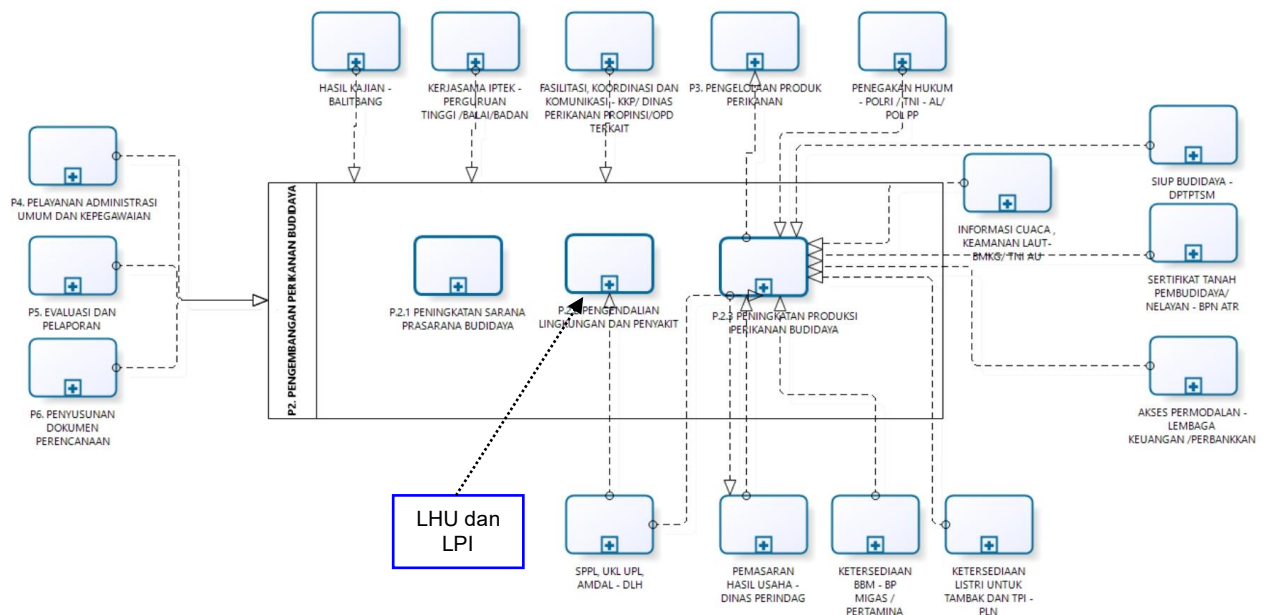 HASIL KAJIAN -
BALITBANG
KERJASAMA IPTEK -
PERGURUAN
TINGGI /BALAI/BADAN
FASILITASI, KOORDINASI DAN
KOMUNIKASI - KKP/ DINAS
PERIKANAN PROPINSI/OPD
TERKAIT
P3. PENGELOLAAN PRODUK
PERIKANAN
PENEGAKAN HUKUM
- POLRI / TNI - AL/
POL PP
P4. PELAYANAN ADMINISTRASI
UMUM DAN KEPEGAWAIAN
P5. EVALUASI DAN
PELAPORAN
P6. PENYUSUNAN
DOKUMEN
PERENCANAAN
P2. PENGEMBANGAN PERIKANAN BUDIDAYA
P.2.1 PENINGKATAN SARANA
PRASARANA BUDIDAYA
PENGENDALIAN
LINGKUNGAN DAN PENYAKIT
P.2.3 PENINGKATAN PRODUKSI
PERIKANAN BUDIDAYA
INFORMASI CUACA ,
KEAMANAN LAUT-
BMKG/ TNI AU
SIUP BUDIDAYA -
DPTPTSM
SERTIFIKAT TANAH
PEMBUDIDAYA/
NELAYAN - BPN ATR
AKSES PERMODALAN -
LEMBAGA
KEUANGAN /PERBANKKAN
LHU dan
LPI
SPPL, UKL UPL,
AMDAL - DLH
PEMASARAN
HASIL USAHA -
DINAS PERINDAG
KETERSEDIAAN
BBM - BP
MIGAS /
PERTAMINA
KETERSEDIAAN
LISTRI UNTUK
TAMBAK DAN TPI -
PLN